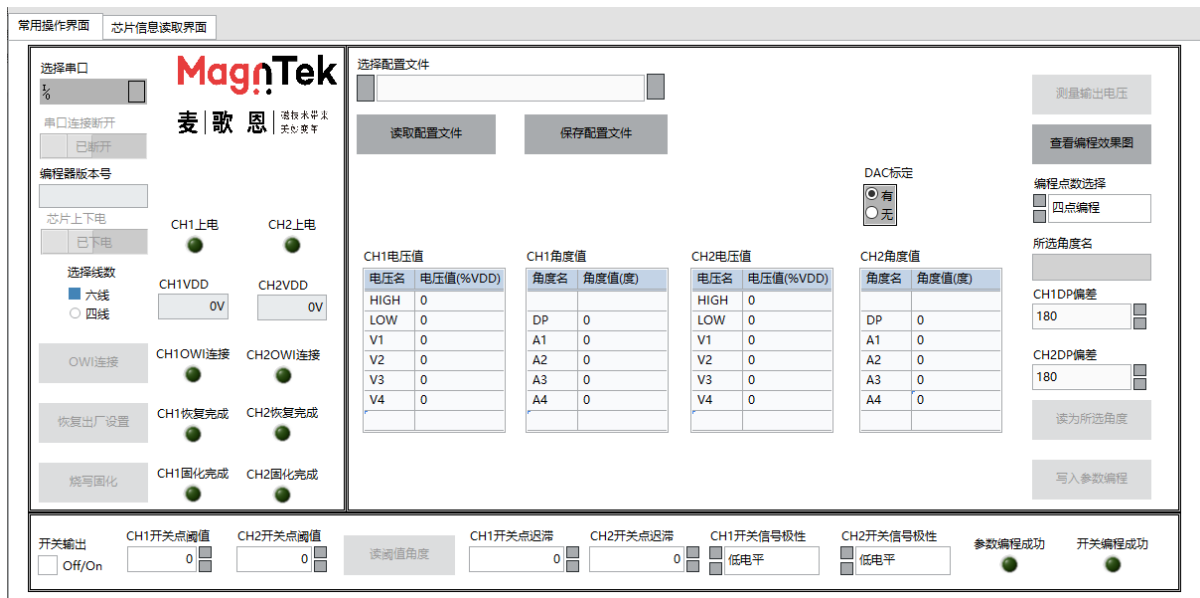 常用操作界面 芯片信息读取界面
选择串口
I/O
串口连接断开
已断开
编程器版本号
芯片上下电
已下电
选择线数
六线
四线
OWI连接
恢复出厂设置
烧写固化
MagnTek
麦歌恩 磁技术带来
美妙变革
CH1上电 CH2上电
CH1VDD CH2VDD
0V 0V
CH1OWI连接 CH2OWI连接
CH1恢复完成 CH2恢复完成
CH1固化完成 CH2固化完成
选择配置文件
读取配置文件 保存配置文件
DAC标定
有
无
CH1电压值
电压名 电压值(%VDD)
HIGH 0
LOW 0
V1 0
V2 0
V3 0
V4 0
CH1角度值
角度名 角度值(度)
DP 0
A1 0
A2 0
A3 0
A4 0
CH2电压值
电压名 电压值(%VDD)
HIGH 0
LOW 0
V1 0
V2 0
V3 0
V4 0
CH2角度值
角度名 角度值(度)
DP 0
A1 0
A2 0
A3 0
A4 0
测量输出电压
查看编程效果图
编程点数选择
四点编程
所选角度名
CH1DP偏差
180
CH2DP偏差
180
读为所选角度
写入参数编程
开关输出
Off/On
CH1开关点阈值
0
CH2开关点阈值
0
读阈值角度
CH1开关点迟滞
0
CH2开关点迟滞
0
CH1开关信号极性
低电平
CH2开关信号极性
低电平
参数编程成功 开关编程成功